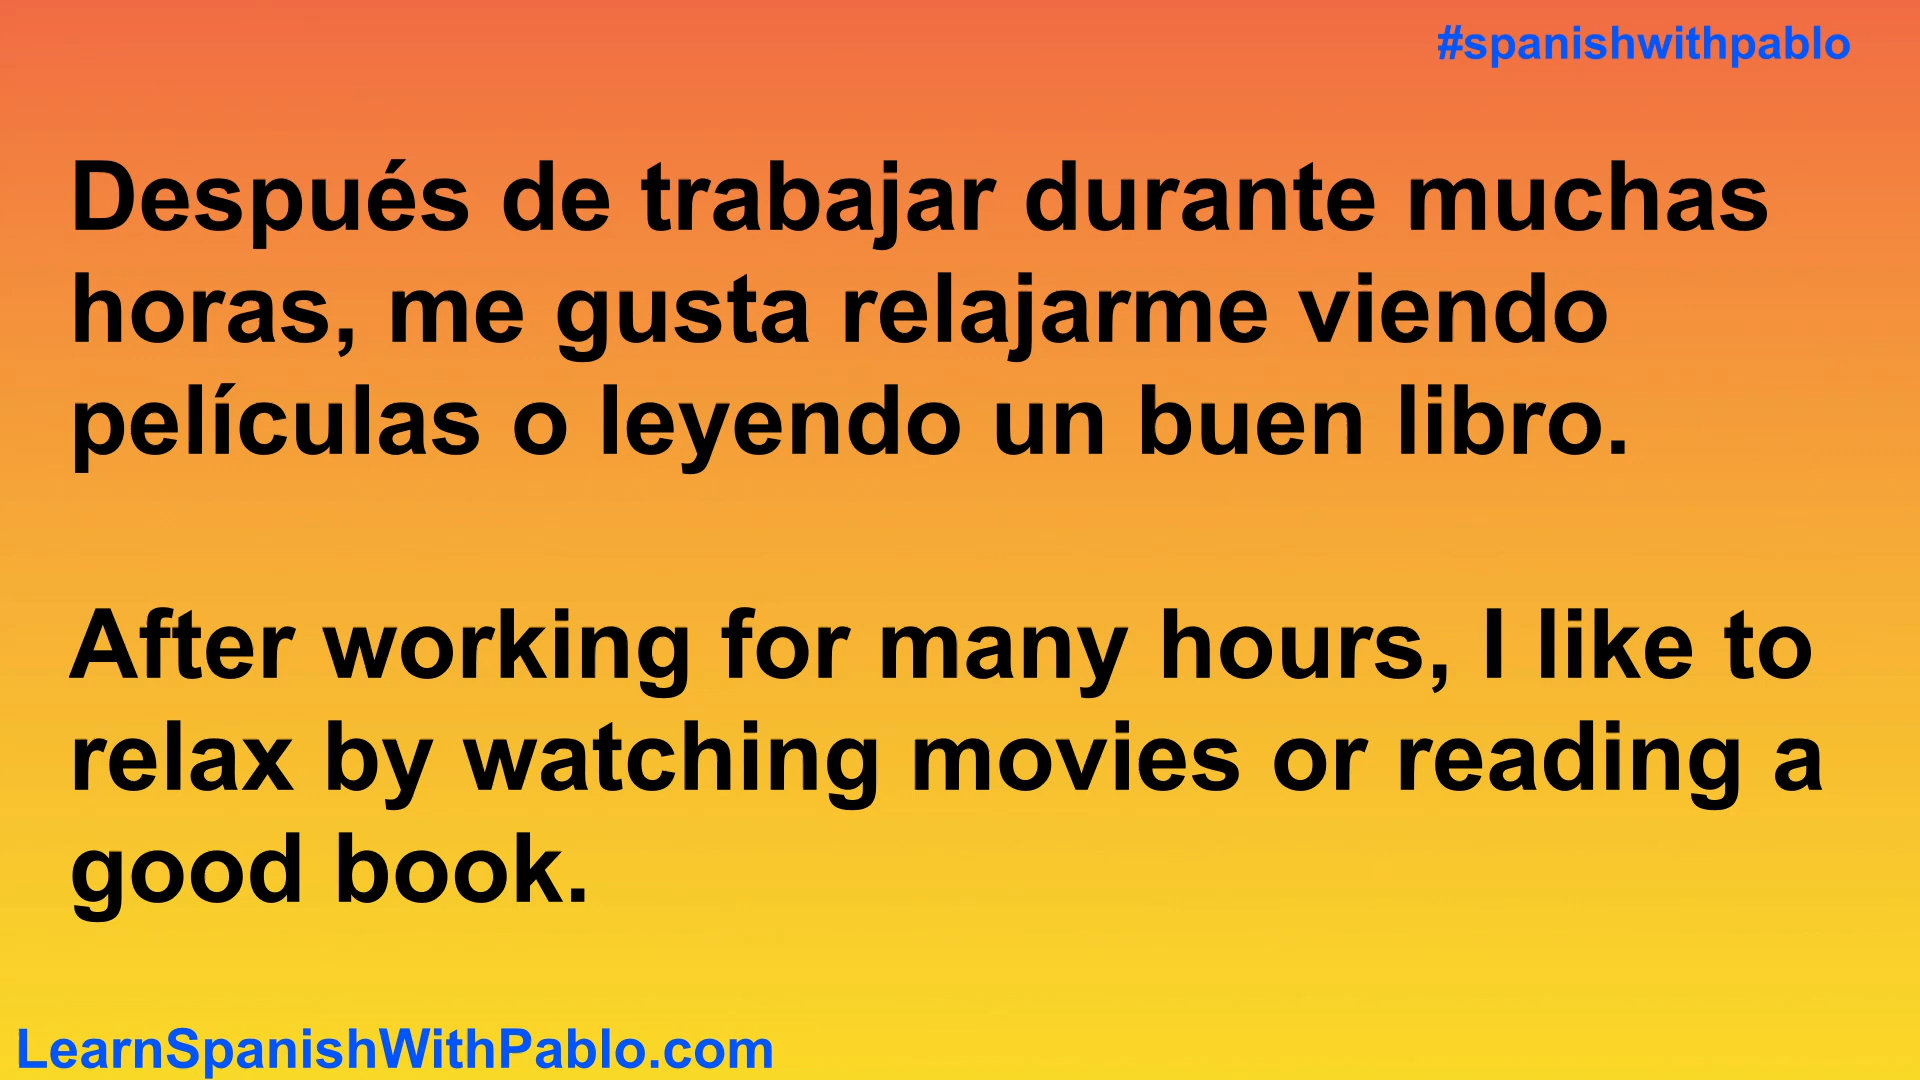 #spanishwithpablo
Después de trabajar durante muchas
horas, me gusta relajarme viendo
películas o leyendo un buen libro.
After working for many hours, I like to
relax by watching movies or reading a
good book.
LearnSpanishWithPablo.com